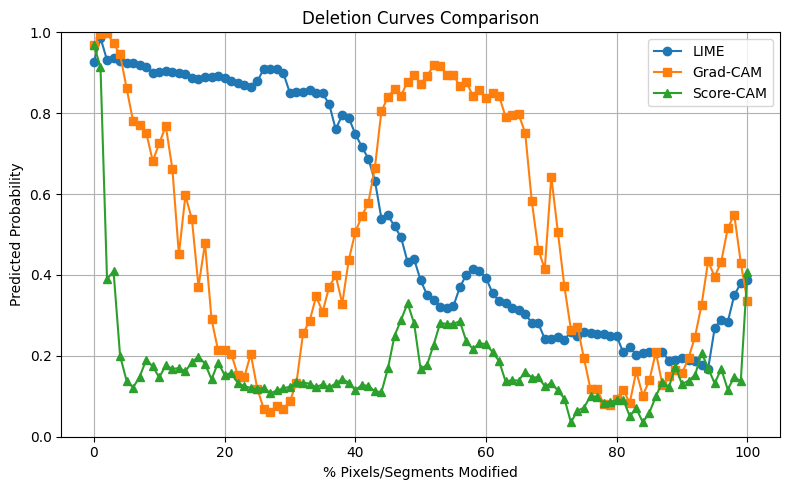 Deletion Curves Comparison
LIME
Grad-CAM
Score-CAM
Predicted Probability
1.0
0.8
0.6
0.4
0.2
0.0
0 20 40 60 80 100
% Pixels/Segments Modified